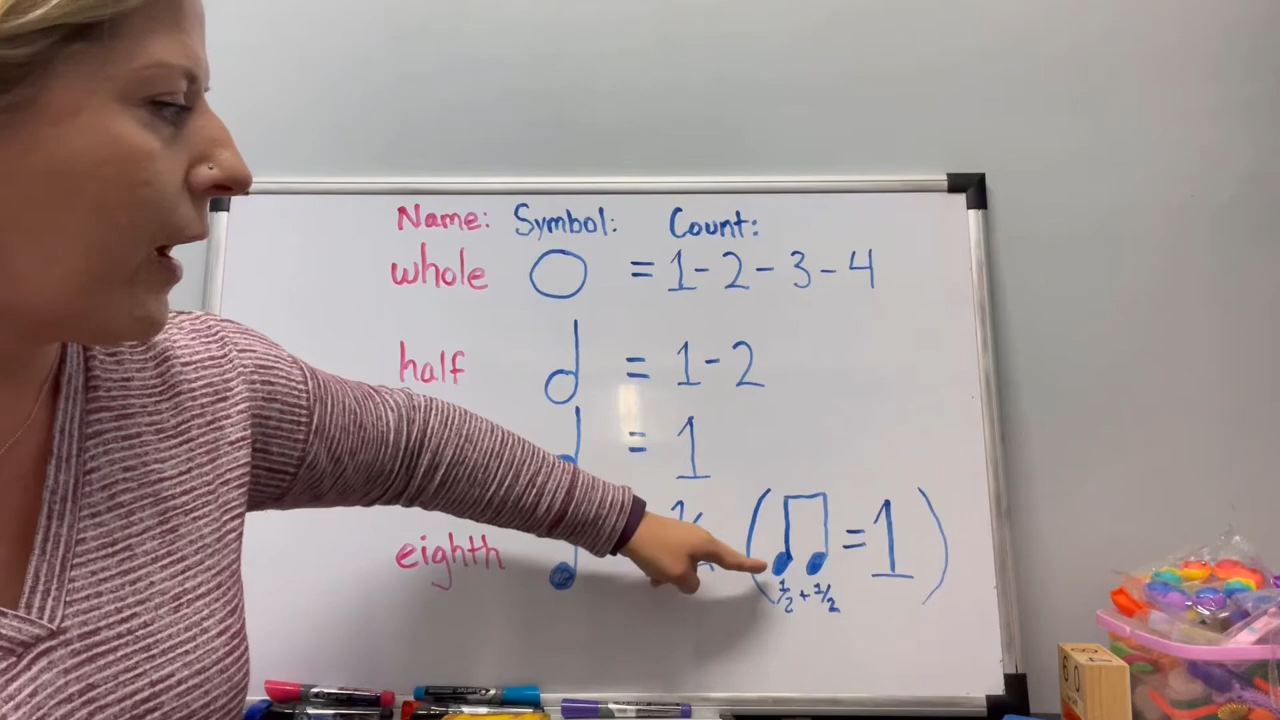 Name: Symbol: Count:
whole = 1-2-3-4
half = 1-2
= 1
eighth ( = 1 )
1/2 + 1/2